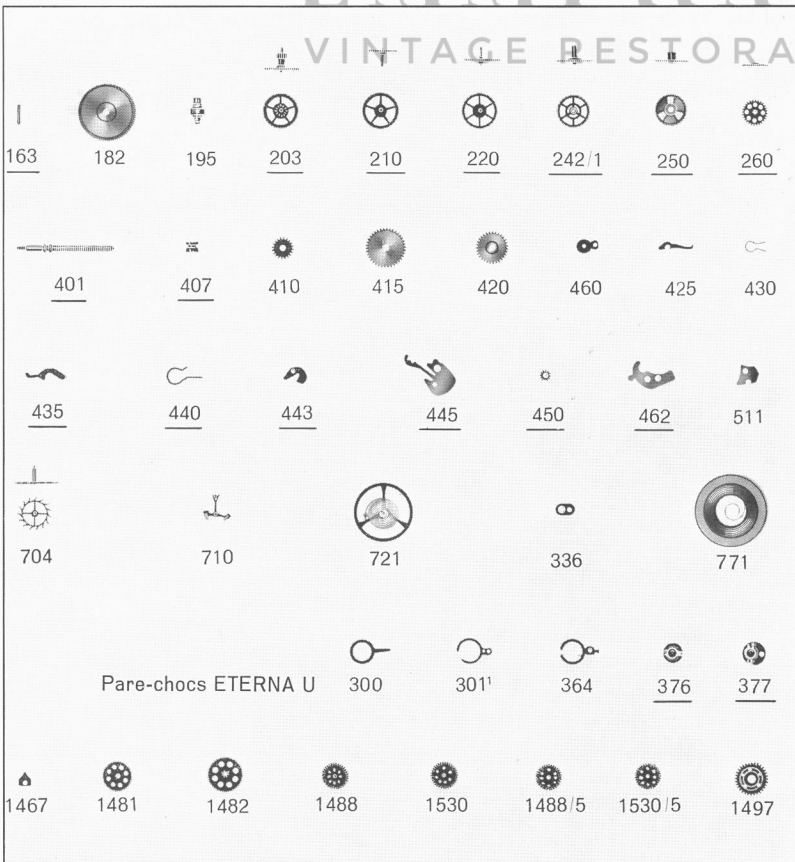 VINTAGE RESTORA
163 182 195 203 210 220 242/1 250 260
401 407 410 415 420 460 425 430
435 440 443 445 450 462 511
704 710 721 336 771
Pare-chocs ETERNA U 300 301¹ 364 376 377
1467 1481 1482 1488 1530 1488/5 1530/5 1497